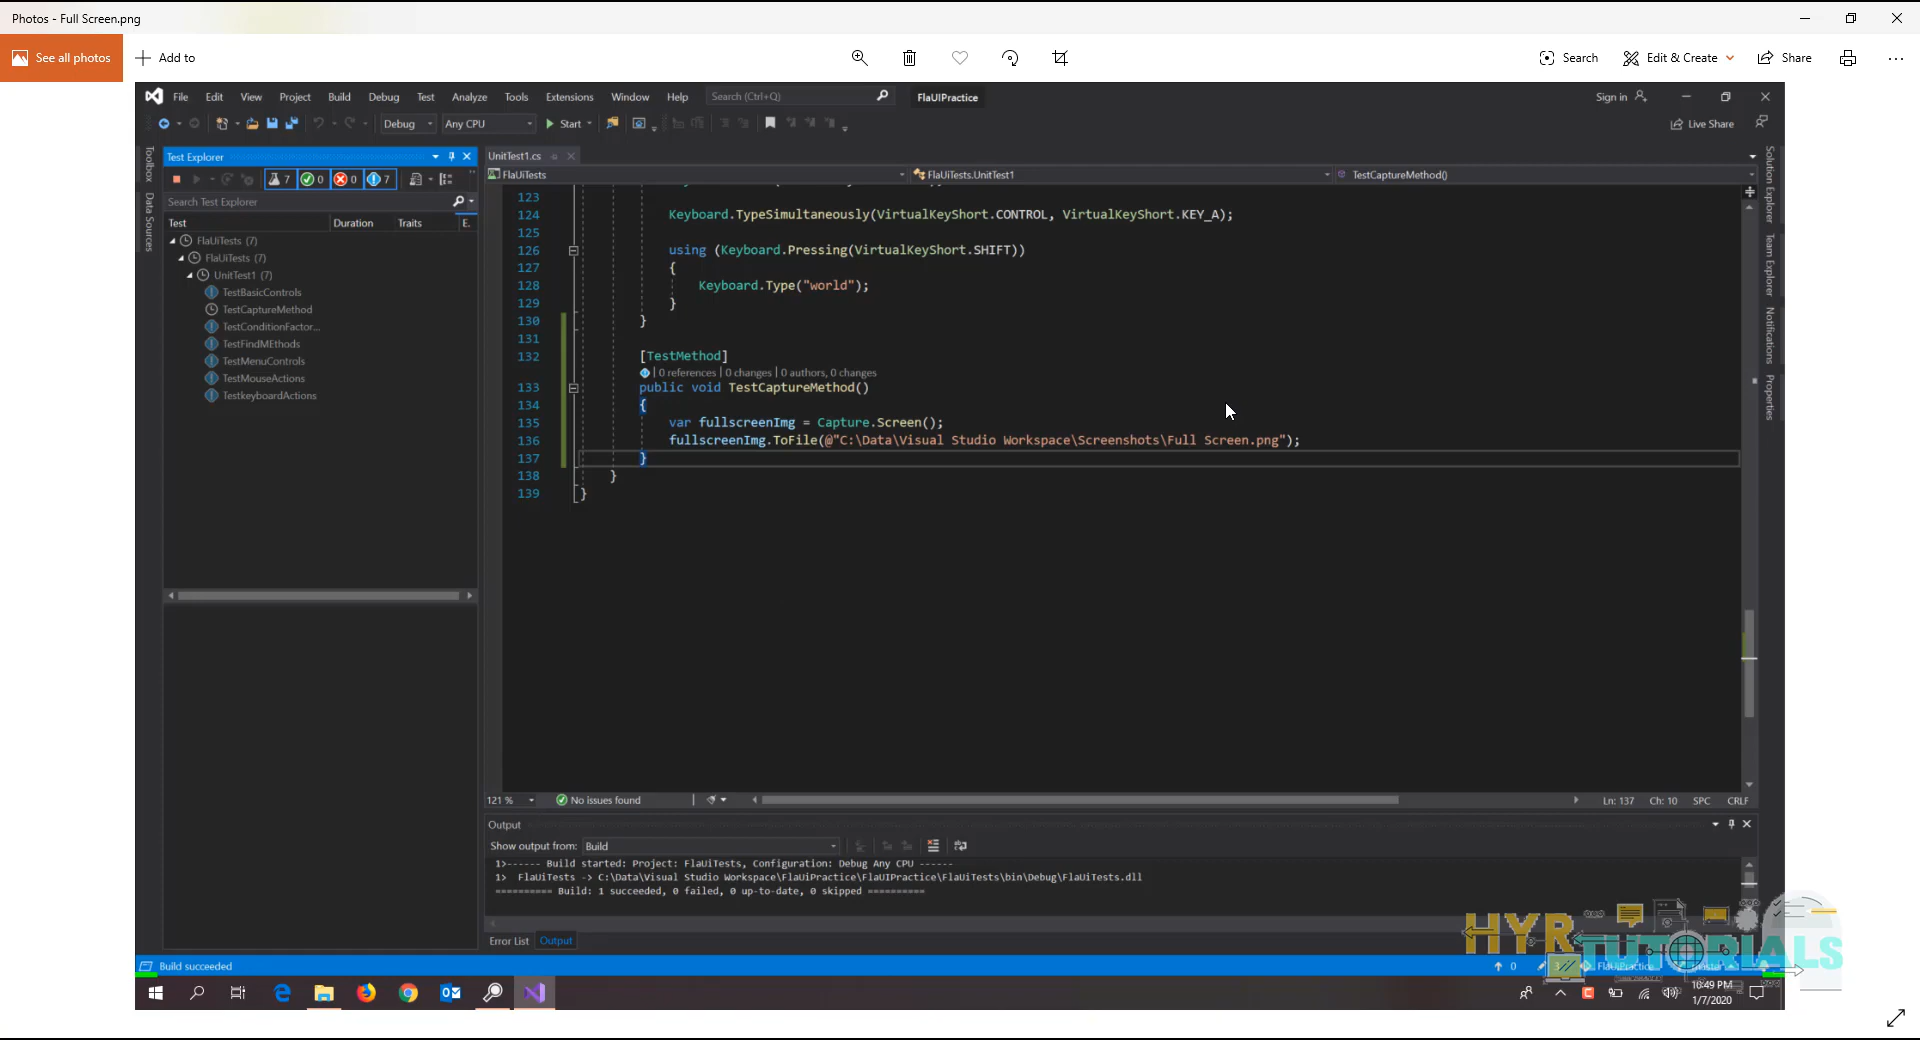 Photos - Full Screen.png
See all photos
Add to
Search
Edit & Create
Share
File Edit View Project Build Debug Test Analyze Tools Extensions Window Help Search (Ctrl+Q) FlaUIPractice Sign in
Debug Any CPU Start Live Share
Toolbox
Data Sources
Test Explorer
7 0 0 7
Search Test Explorer
Test Duration Traits E.
FlaUiTests (7)
FlaUiTests (7)
UnitTest1 (7)
TestBasicControls
TestCaptureMethod
TestConditionFactor...
TestFindMEthods
TestMenuControls
TestMouseActions
TestkeyboardActions
UnitTest1.cs
FlaUiTests FlaUiTests.UnitTest1 TestCaptureMethod()
123
124 Keyboard.TypeSimultaneously(VirtualKeyShort.CONTROL, VirtualKeyShort.KEY_A);
125
126 using (Keyboard.Pressing(VirtualKeyShort.SHIFT))
127 {
128 Keyboard.Type("world");
129 }
130 }
131
132 [TestMethod]
0 references | 0 changes | 0 authors, 0 changes
133 public void TestCaptureMethod()
134 {
135 var fullscreenImg = Capture.Screen();
136 fullscreenImg.ToFile(@"C:\Data\Visual Studio Workspace\Screenshots\Full Screen.png");
137 }
138 }
139 }
Solution Explorer
Team Explorer
Notifications
Properties
121 % No issues found Ln: 137 Ch: 10 SPC CRLF
Output
Show output from: Build
1>------ Build started: Project: FlaUiTests, Configuration: Debug Any CPU ------
1> FlaUiTests -> C:\Data\Visual Studio Workspace\FlaUiPractice\FlaUIPractice\FlaUiTests\bin\Debug\FlaUiTests.dll
========== Build: 1 succeeded, 0 failed, 0 up-to-date, 0 skipped ==========
Error List Output
Build succeeded
0
FlaUiPractice
HYR
TUTORIALS
10:49 PM
1/7/2020